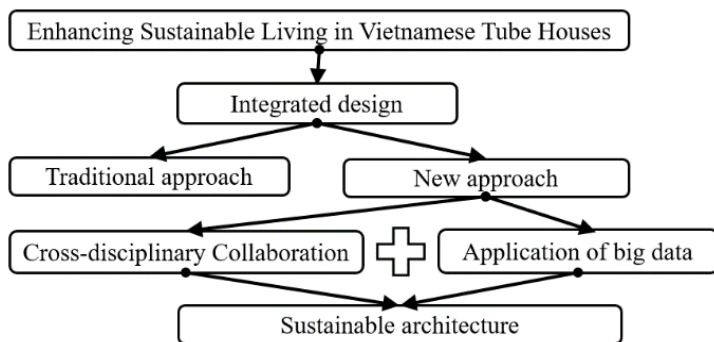 Enhancing Sustainable Living in Vietnamese Tube Houses
Integrated design
Traditional approach
New approach
Cross-disciplinary Collaboration
Application of big data
Sustainable architecture